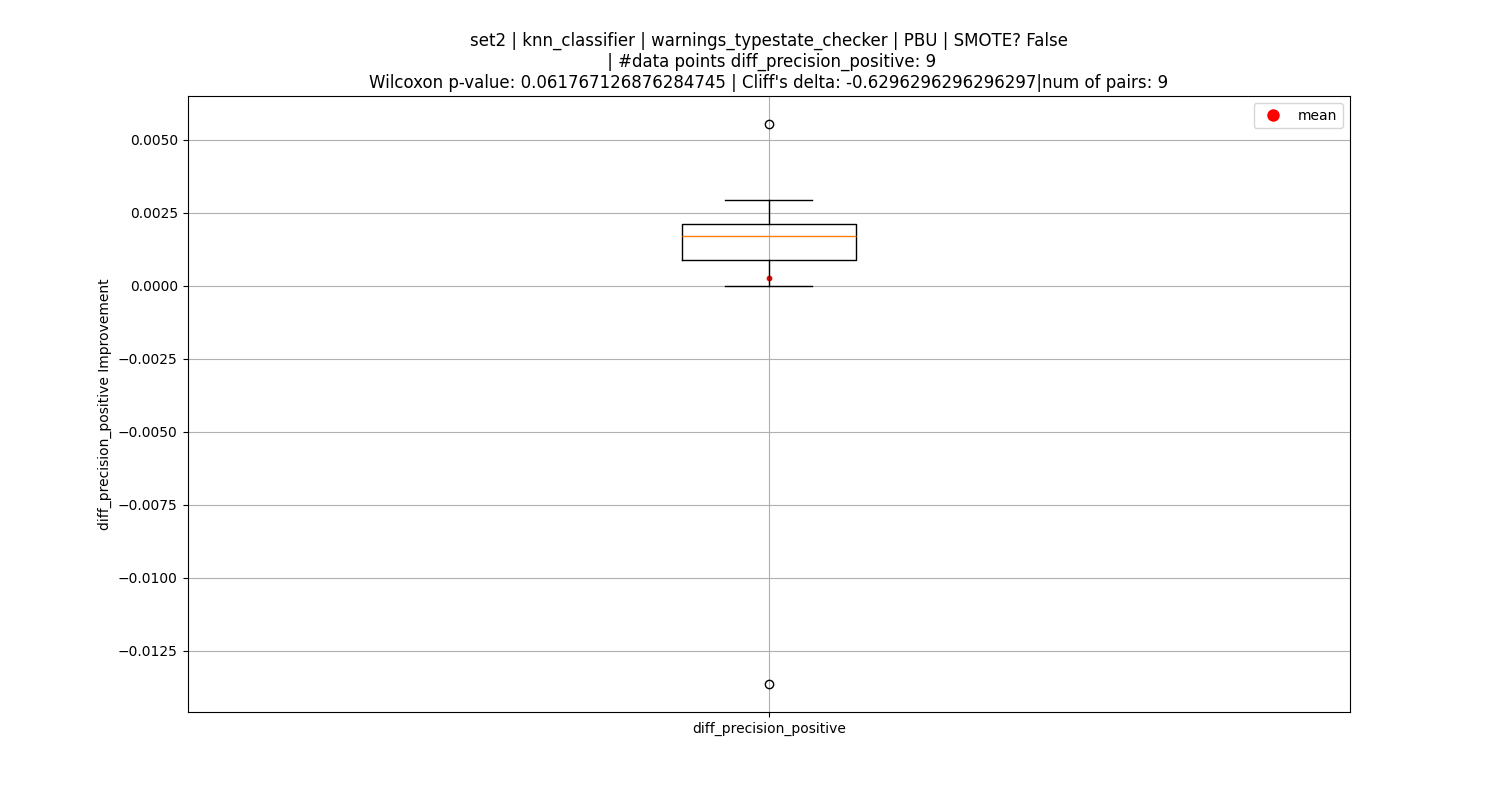 set2 | knn_classifier | warnings_typestate_checker | PBU | SMOTE? False
| #data points diff_precision_positive: 9
Wilcoxon p-value: 0.061767126876284745 | Cliff's delta: -0.6296296296296297|num of pairs: 9
mean
0.0050
0.0025
0.0000
−0.0025
−0.0050
−0.0075
−0.0100
−0.0125
diff_precision_positive Improvement
diff_precision_positive